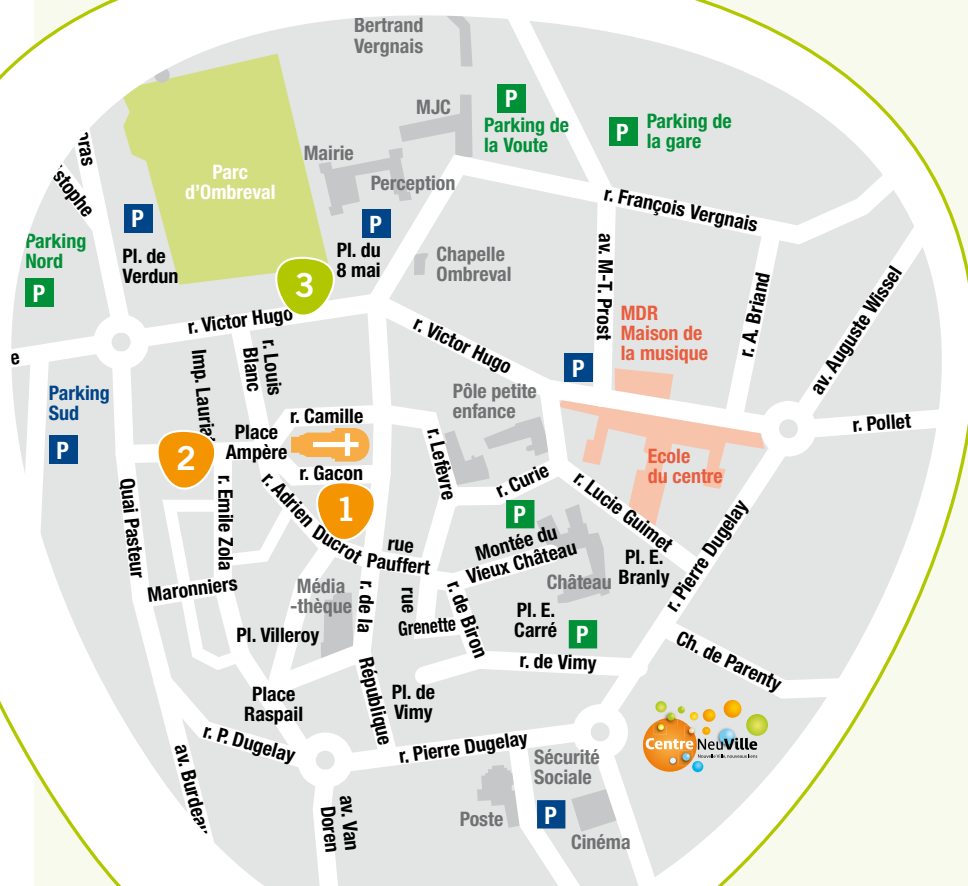 Bertrand
Vergnais
MJC
P
Parking de
la Voute
P
Parking de
la gare
Mairie
Perception
Parc
d'Ombreval
stophe
P
Pl. de
Verdun
P
Pl. du
8 mai
Parking
Nord
P
Chapelle
Ombreval
r. François Vergnais
av. M-T. Prost
r. A. Briand
av. Auguste Wissel
3
r. Victor Hugo
r. Victor Hugo
MDR
Maison de
la musique
e
Imp. Lauria
r. Louis
Blanc
P
Parking
Sud
P
Pôle petite
enfance
r. Camille
Place
Ampère
r. Gacon
2
1
r. Lefèvre
r. Curie
Ecole
du centre
r. Pollet
Quai Pasteur
r. Emile Zola
r. Adrien Ducrot
rue
Pauffert
P
Montée du
Vieux Château
r. Lucie Guimet
Château
Pl. E.
Branly
r. Pierre Dugelay
Maronniers
Média
-thèque
r. de la
République
rue
Grenette
r. de Biron
Pl. E.
Carré
P
Pl. Villeroy
r. de Vimy
Ch. de Parenty
Place
Raspail
Pl. de
Vimy
r. P. Dugelay
r. Pierre Dugelay
Centre NeuVille
av. Burdeau
av. Van
Doren
Sécurité
Sociale
Poste
P
Cinéma